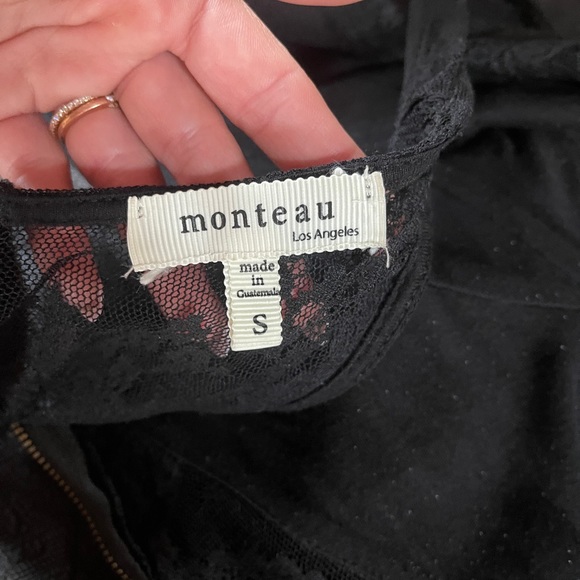 monteau
Los Angeles
made
in
Guatemala
S